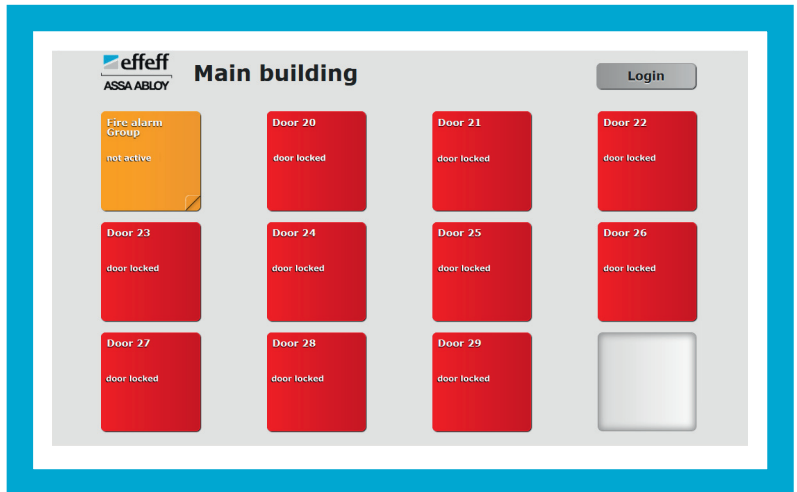 effeff
ASSA ABLOY
Main building
Login
Fire alarm
Group
not active
Door 20
door locked
Door 21
door locked
Door 22
door locked
Door 23
door locked
Door 24
door locked
Door 25
door locked
Door 26
door locked
Door 27
door locked
Door 28
door locked
Door 29
door locked